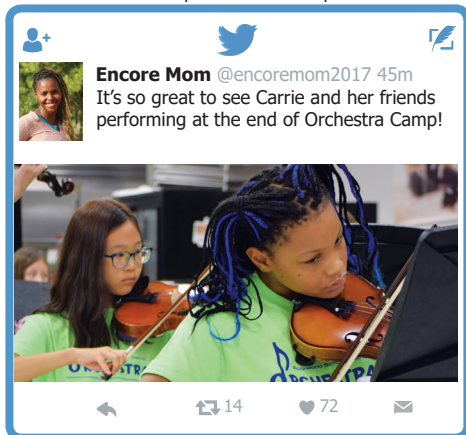 Encore Mom @encoremom2017 45m
It's so great to see Carrie and her friends
performing at the end of Orchestra Camp!
14 72